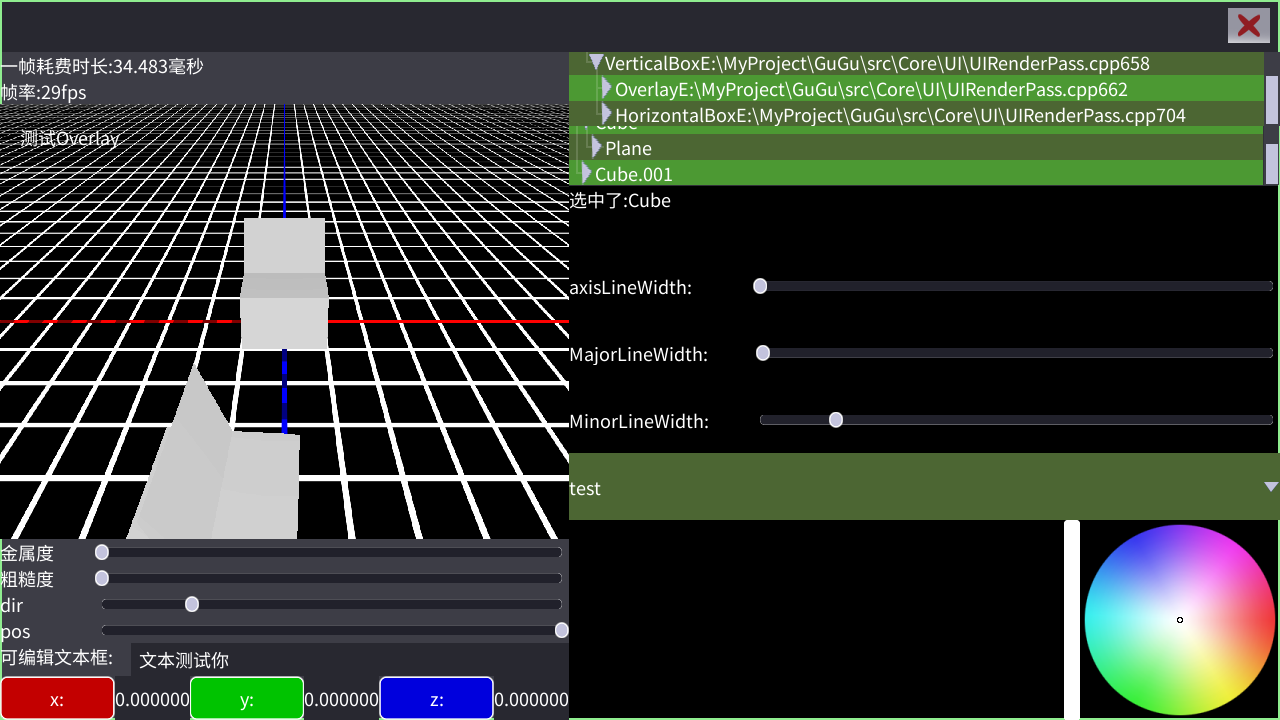 一帧耗费时长:34.483毫秒
帧率:29fps
测试Overlay
VerticalBoxE:\MyProject\GuGu\src\Core\UI\UIRenderPass.cpp658
OverlayE:\MyProject\GuGu\src\Core\UI\UIRenderPass.cpp662
HorizontalBoxE:\MyProject\GuGu\src\Core\UI\UIRenderPass.cpp704
Cube
Plane
Cube.001
选中了:Cube
axisLineWidth:
MajorLineWidth:
MinorLineWidth:
test
金属度
粗糙度
dir
pos
可编辑文本框: 文本测试你
x: 0.000000 y: 0.000000 z: 0.000000